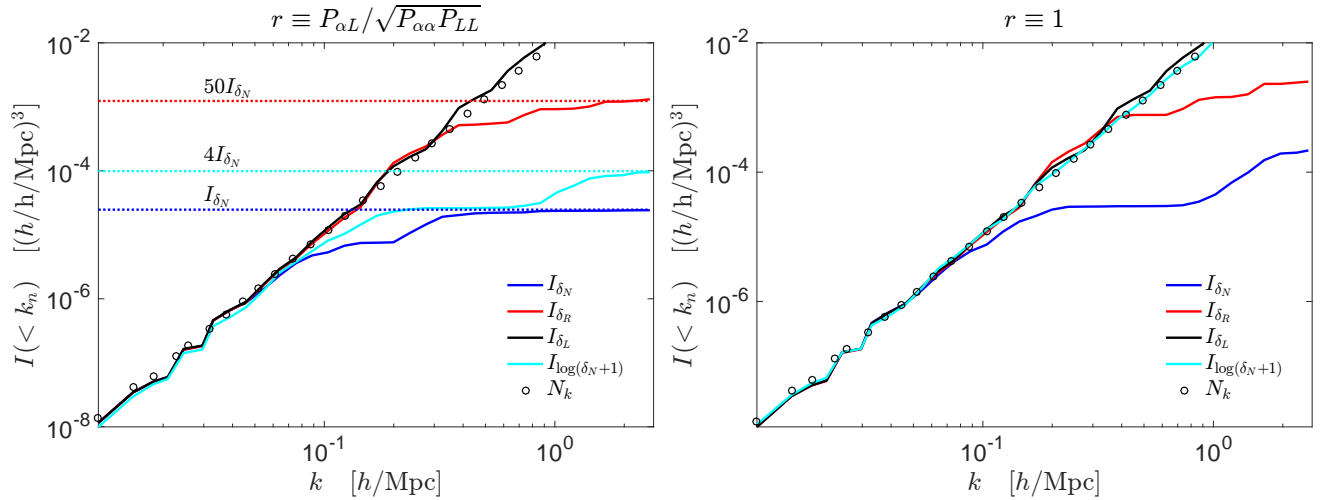 r ≡ P_{αL}/√(P_{αα}P_{LL})
I(< k_n) [(h/h/Mpc)^3]
10^{-2}
10^{-4}
10^{-6}
10^{-8}
50I_{δ_N}
4I_{δ_N}
I_{δ_N}
I_{δ_N}
I_{δ_R}
I_{δ_L}
I_{log(δ_N+1)}
N_k
10^{-1}
10^0
k [h/Mpc]
r ≡ 1
I(< k_n) [(h/h/Mpc)^3]
10^{-2}
10^{-4}
10^{-6}
I_{δ_N}
I_{δ_R}
I_{δ_L}
I_{log(δ_N+1)}
N_k
10^{-1}
10^0
k [h/Mpc]